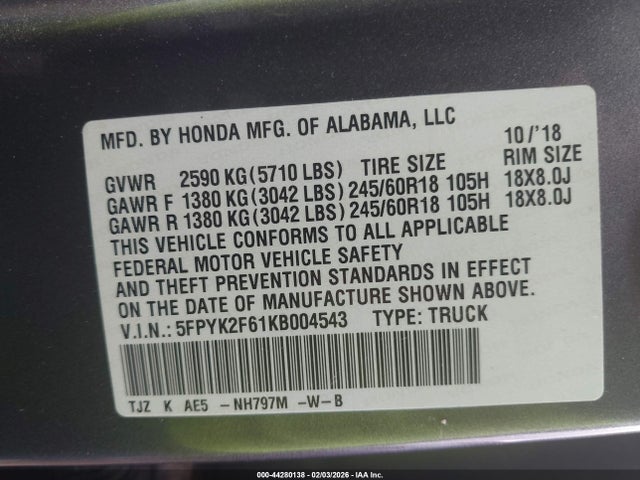 MFD. BY HONDA MFG. OF ALABAMA, LLC 10/'18
GVWR 2590 KG(5710 LBS) TIRE SIZE RIM SIZE
GAWR F 1380 KG(3042 LBS) 245/60R18 105H 18X8.0J
GAWR R 1380 KG(3042 LBS) 245/60R18 105H 18X8.0J
THIS VEHICLE CONFORMS TO ALL APPLICABLE
FEDERAL MOTOR VEHICLE SAFETY
AND THEFT PREVENTION STANDARDS IN EFFECT
ON THE DATE OF MANUFACTURE SHOWN ABOVE.
V.I.N.: 5FPYK2F61KB004543 TYPE: TRUCK
TJZ K AE5 -NH797M -W-B
000-44280138 - 02/03/2026 - IAA Inc.